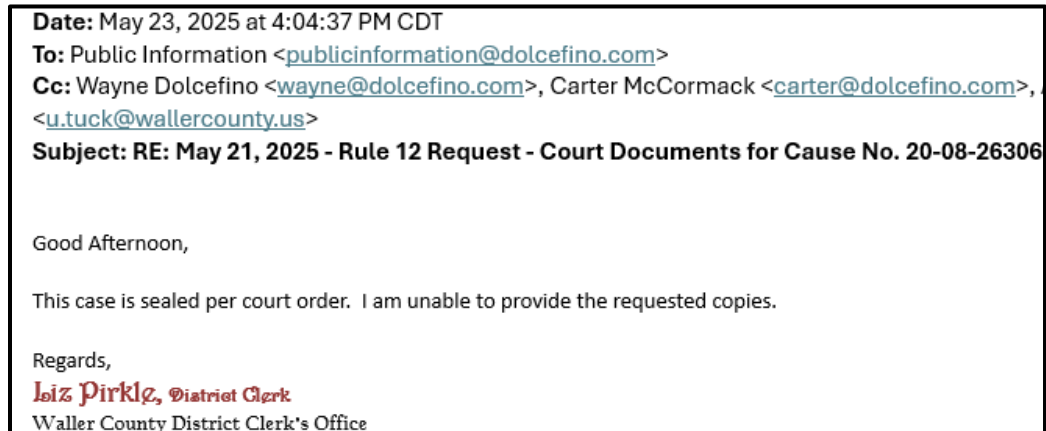 Date: May 23, 2025 at 4:04:37 PM CDT
To: Public Information <publicinformation@dolcefino.com>
Cc: Wayne Dolcefino <wayne@dolcefino.com>, Carter McCormack <carter@dolcefino.com>,
<u.tuck@wallercounty.us>
Subject: RE: May 21, 2025 - Rule 12 Request - Court Documents for Cause No. 20-08-26306
Good Afternoon,
This case is sealed per court order. I am unable to provide the requested copies.
Regards,
Liz Pirkle, District Clerk
Waller County District Clerk's Office